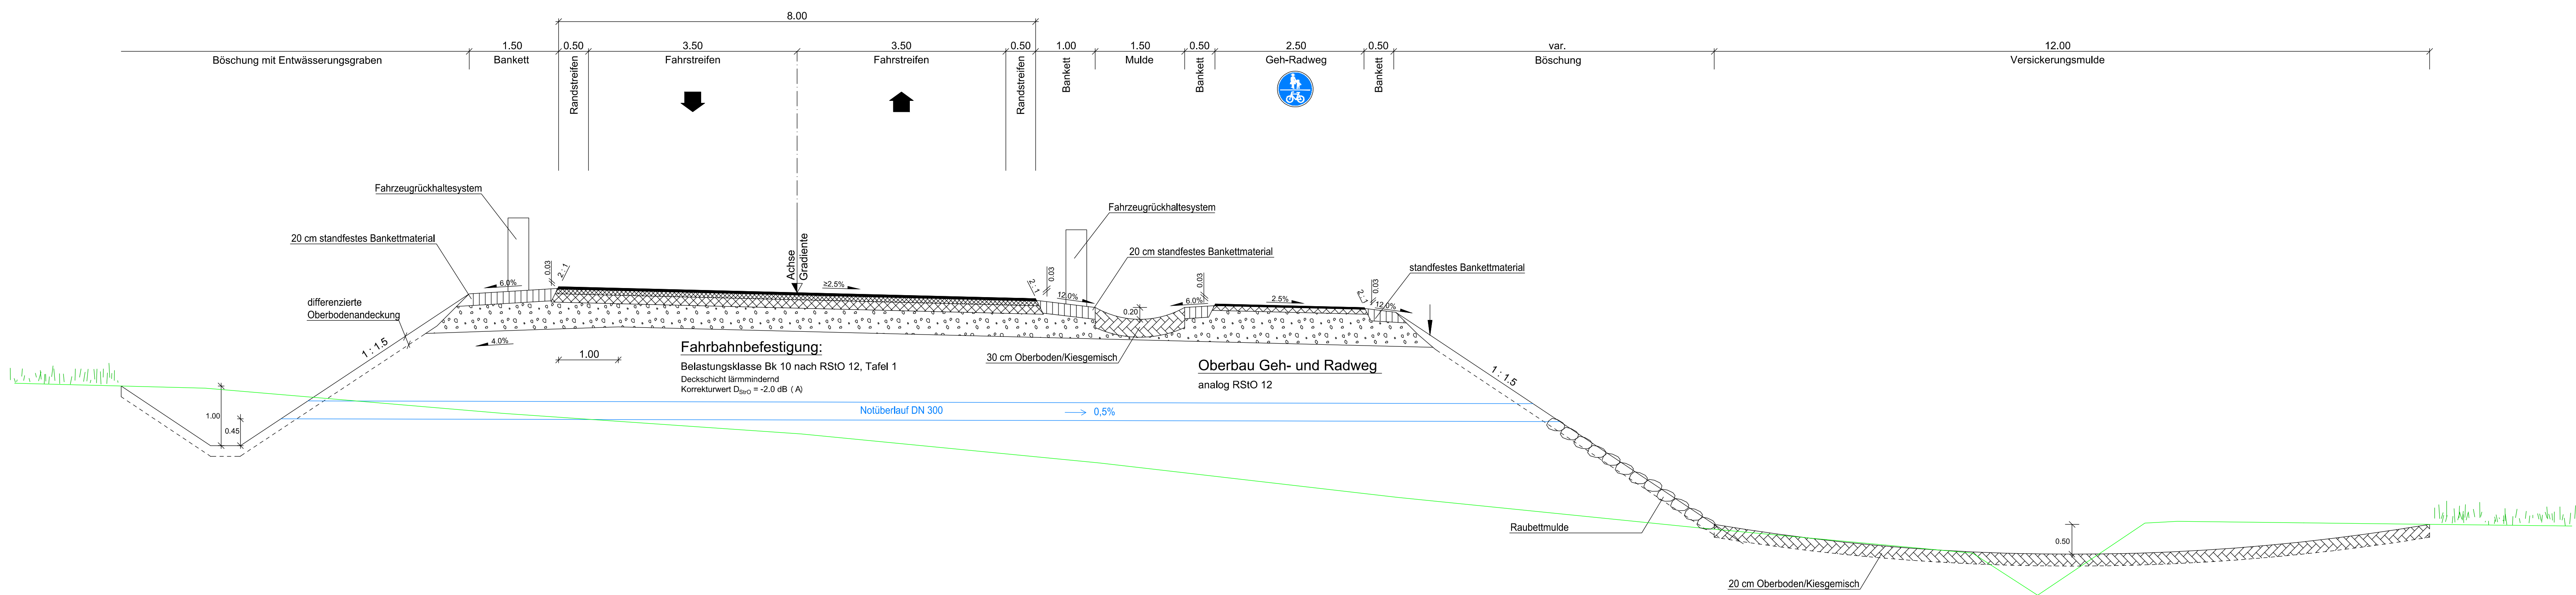 8.00
1.50 0.50 3.50 3.50 0.50 1.00 1.50 0.50 2.50 0.50 var. 12.00
Böschung mit Entwässerungsgraben
Bankett
Randstreifen
Fahrstreifen
Fahrstreifen
Randstreifen
Bankett
Mulde
Bankett
Geh-Radweg
Bankett
Böschung
Versickerungsmulde
Fahrzeugrückhaltesystem
Fahrzeugrückhaltesystem
20 cm standfestes Bankettmaterial
20 cm standfestes Bankettmaterial
standfestes Bankettmaterial
Achse
Gradiente
differenzierte
Oberbodenandeckung
6.0%
0.03
2 : 1
≥2.5%
2 : 1
0.03
12.0%
0.20
6.0%
0.03
2.5%
2 : 1
0.03
12.0%
1 : 1.5
4.0%
1.00
Fahrbahnbefestigung:
Belastungsklasse Bk 10 nach RStO 12, Tafel 1
Deckschicht lärmmindernd
Korrekturwert DStrO = -2.0 dB ( A)
30 cm Oberboden/Kiesgemisch
Oberbau Geh- und Radweg
analog RStO 12
1 : 1.5
1.00
0.45
Notüberlauf DN 300
0,5%
Raubettmulde
0.50
20 cm Oberboden/Kiesgemisch